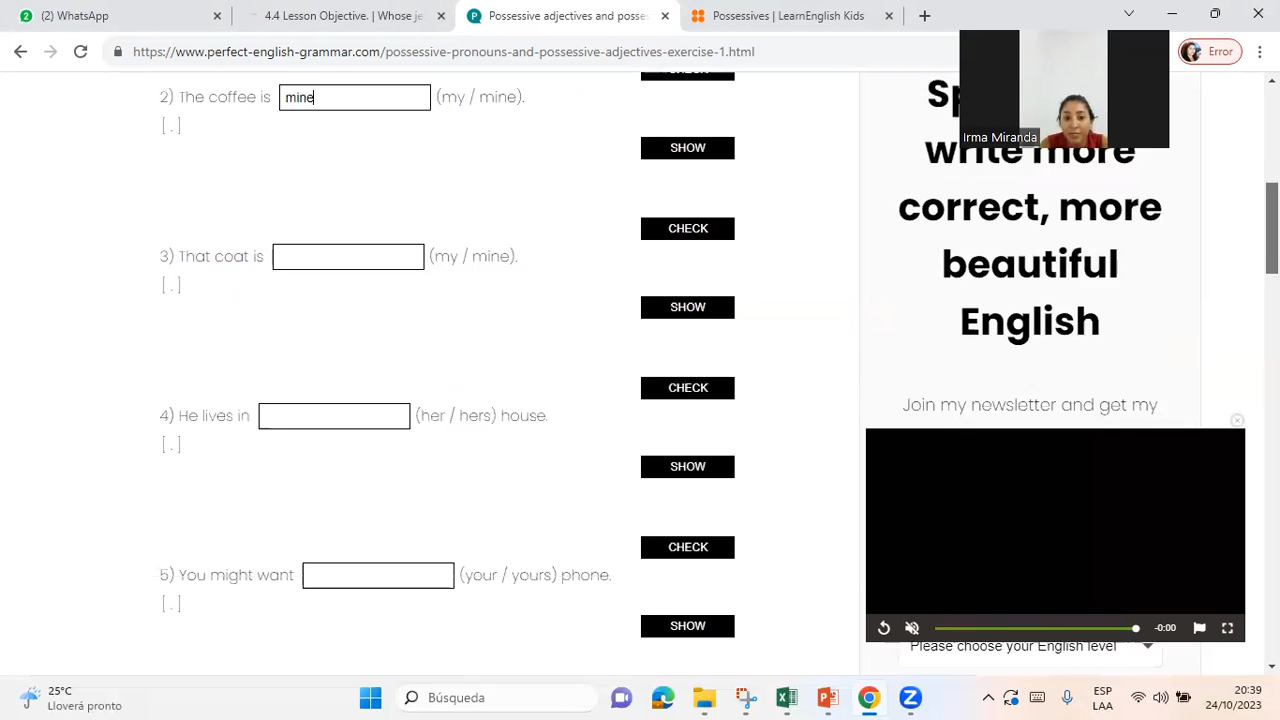 (2) WhatsApp
4.4 Lesson Objective. | Whose je
Possessive adjectives and poss
Possessives | LearnEnglish Kids
https://www.perfect-english-grammar.com/possessive-pronouns-and-possessive-adjectives-exercise-1.html
Error
Irma Miranda
2) The coffee is mine (my / mine).
[ . ]
SHOW
CHECK
3) That coat is (my / mine).
[ . ]
SHOW
CHECK
4) He lives in (her / hers) house.
[ . ]
SHOW
CHECK
5) You might want (your / yours) phone.
[ . ]
SHOW
write more
correct, more
beautiful
English
Join my newsletter and get my
-0:00
Please choose your English level
25°C
Lloverá pronto
Búsqueda
ESP
LAA
20:39
24/10/2023